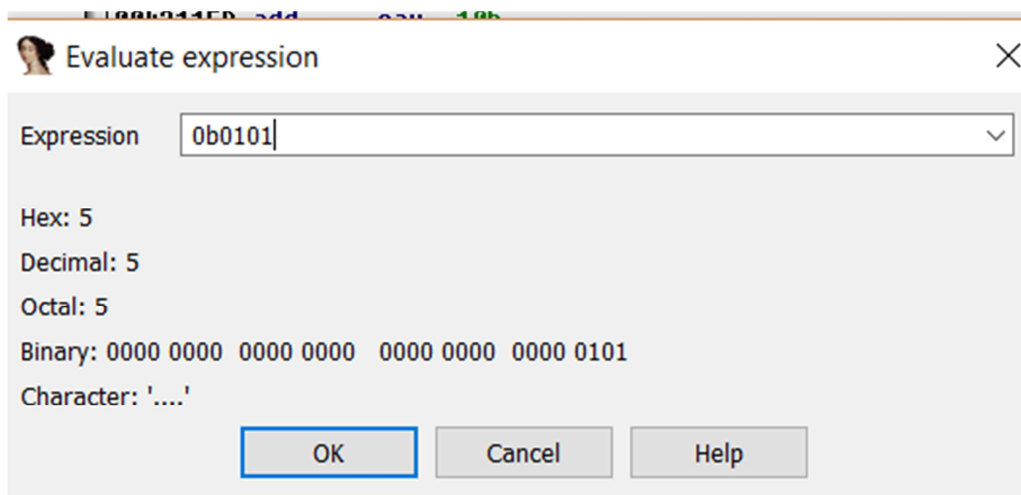 Evaluate expression
Expression 0b0101
Hex: 5
Decimal: 5
Octal: 5
Binary: 0000 0000 0000 0000 0000 0000 0000 0101
Character: '....'
OK Cancel Help